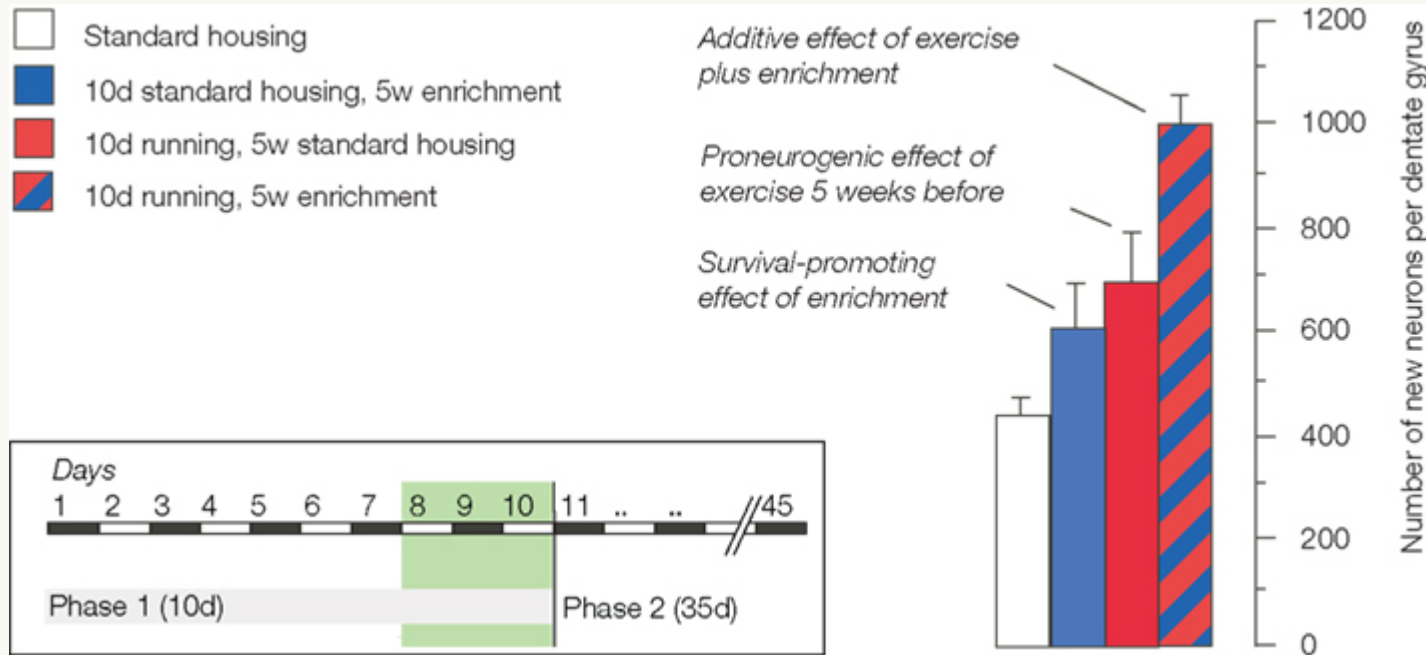 Standard housing
10d standard housing, 5w enrichment
10d running, 5w standard housing
10d running, 5w enrichment
Additive effect of exercise
plus enrichment
Proneurogenic effect of
exercise 5 weeks before
Survival-promoting
effect of enrichment
1200
1000
800
600
400
200
0
Number of new neurons per dentate gyrus
Days
1 2 3 4 5 6 7 8 9 10 11 .. .. 45
Phase 1 (10d) Phase 2 (35d)